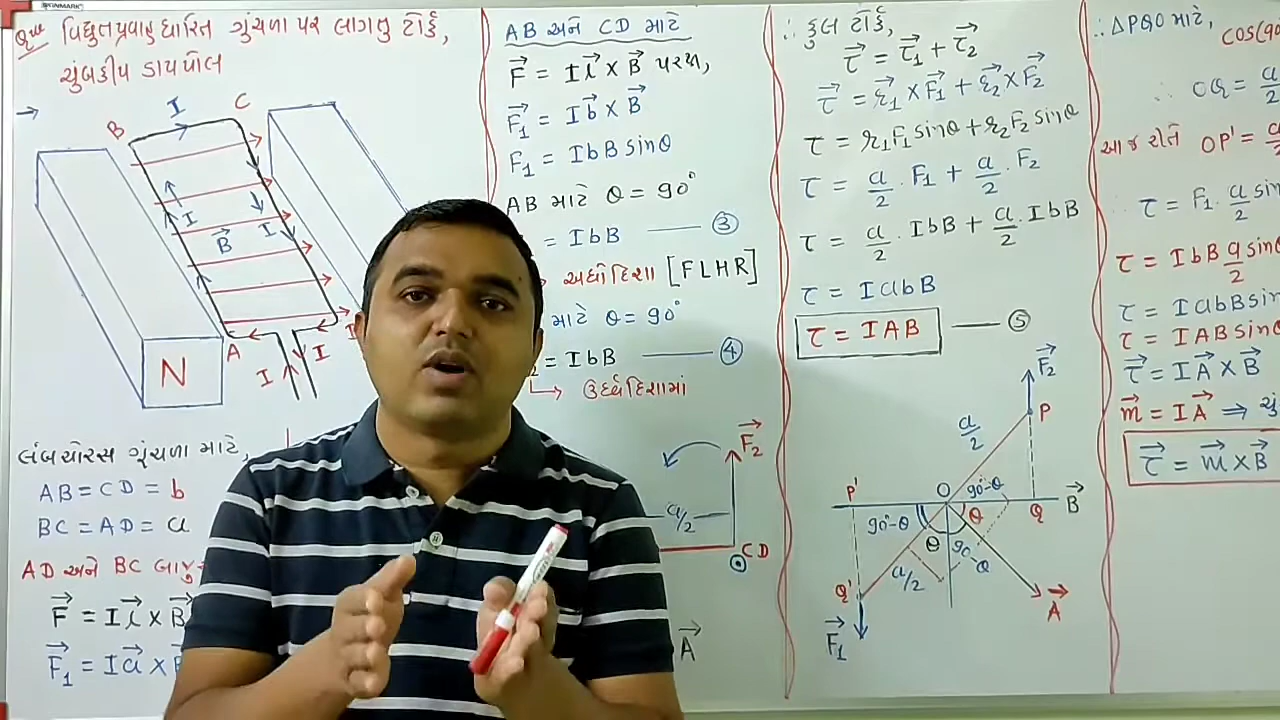 SKINMARK
Que વિદ્યુતપ્રવાહ ધારિત ગુંચળા પર લાગતુ ટૉર્ક,
ચુંબકીય ડાયપોલ
→
I
C
B
I
B⃗
I
A
I
I
N
લંબચોરસ ગૂંચળા માટે,
AB = CD = b
BC = AD = a
AD અને BC બાજુ
F⃗ = I l⃗ × B⃗
F⃗₁ = I a⃗ ×
AB અને CD માટે
F⃗ = I l⃗ × B⃗ પરથી,
F⃗₁ = I b⃗ × B⃗
F₁ = IbB sinθ
AB માટે θ = 90°
= IbB —— ③
અધોદિશા [FLHR]
માટે θ = 90°
= IbB —— ④
↳ ઉર્ધ્વદિશામાં
F⃗₂
a/2
CD
A⃗
∴ કુલ ટૉર્ક,
τ⃗ = τ⃗₁ + τ⃗₂
τ⃗ = r⃗₁ × F⃗₁ + r⃗₂ × F⃗₂
τ = r₁F₁ sinθ + r₂F₂ sinθ
τ = a/2 · F₁ + a/2 · F₂
τ = a/2 · IbB + a/2 · IbB
τ = IabB
τ = IAB —— ⑤
F⃗₂
P
a/2
P'
O
90°-θ
Q
B⃗
90°-θ
θ
θ
90°-θ
a/2
Q'
A⃗
F⃗₁
∴ ΔPQO માટે,
cos(90
∴ OQ = a/2
આ જ રીતે OP' =
∴ τ = F₁ · a/2 sin
τ = IbB a/2 sinθ
τ = IabB sin
τ = IAB sinθ
τ⃗ = I A⃗ × B⃗
m⃗ = I A⃗ ⇒ ચું
τ⃗ = m⃗ × B⃗